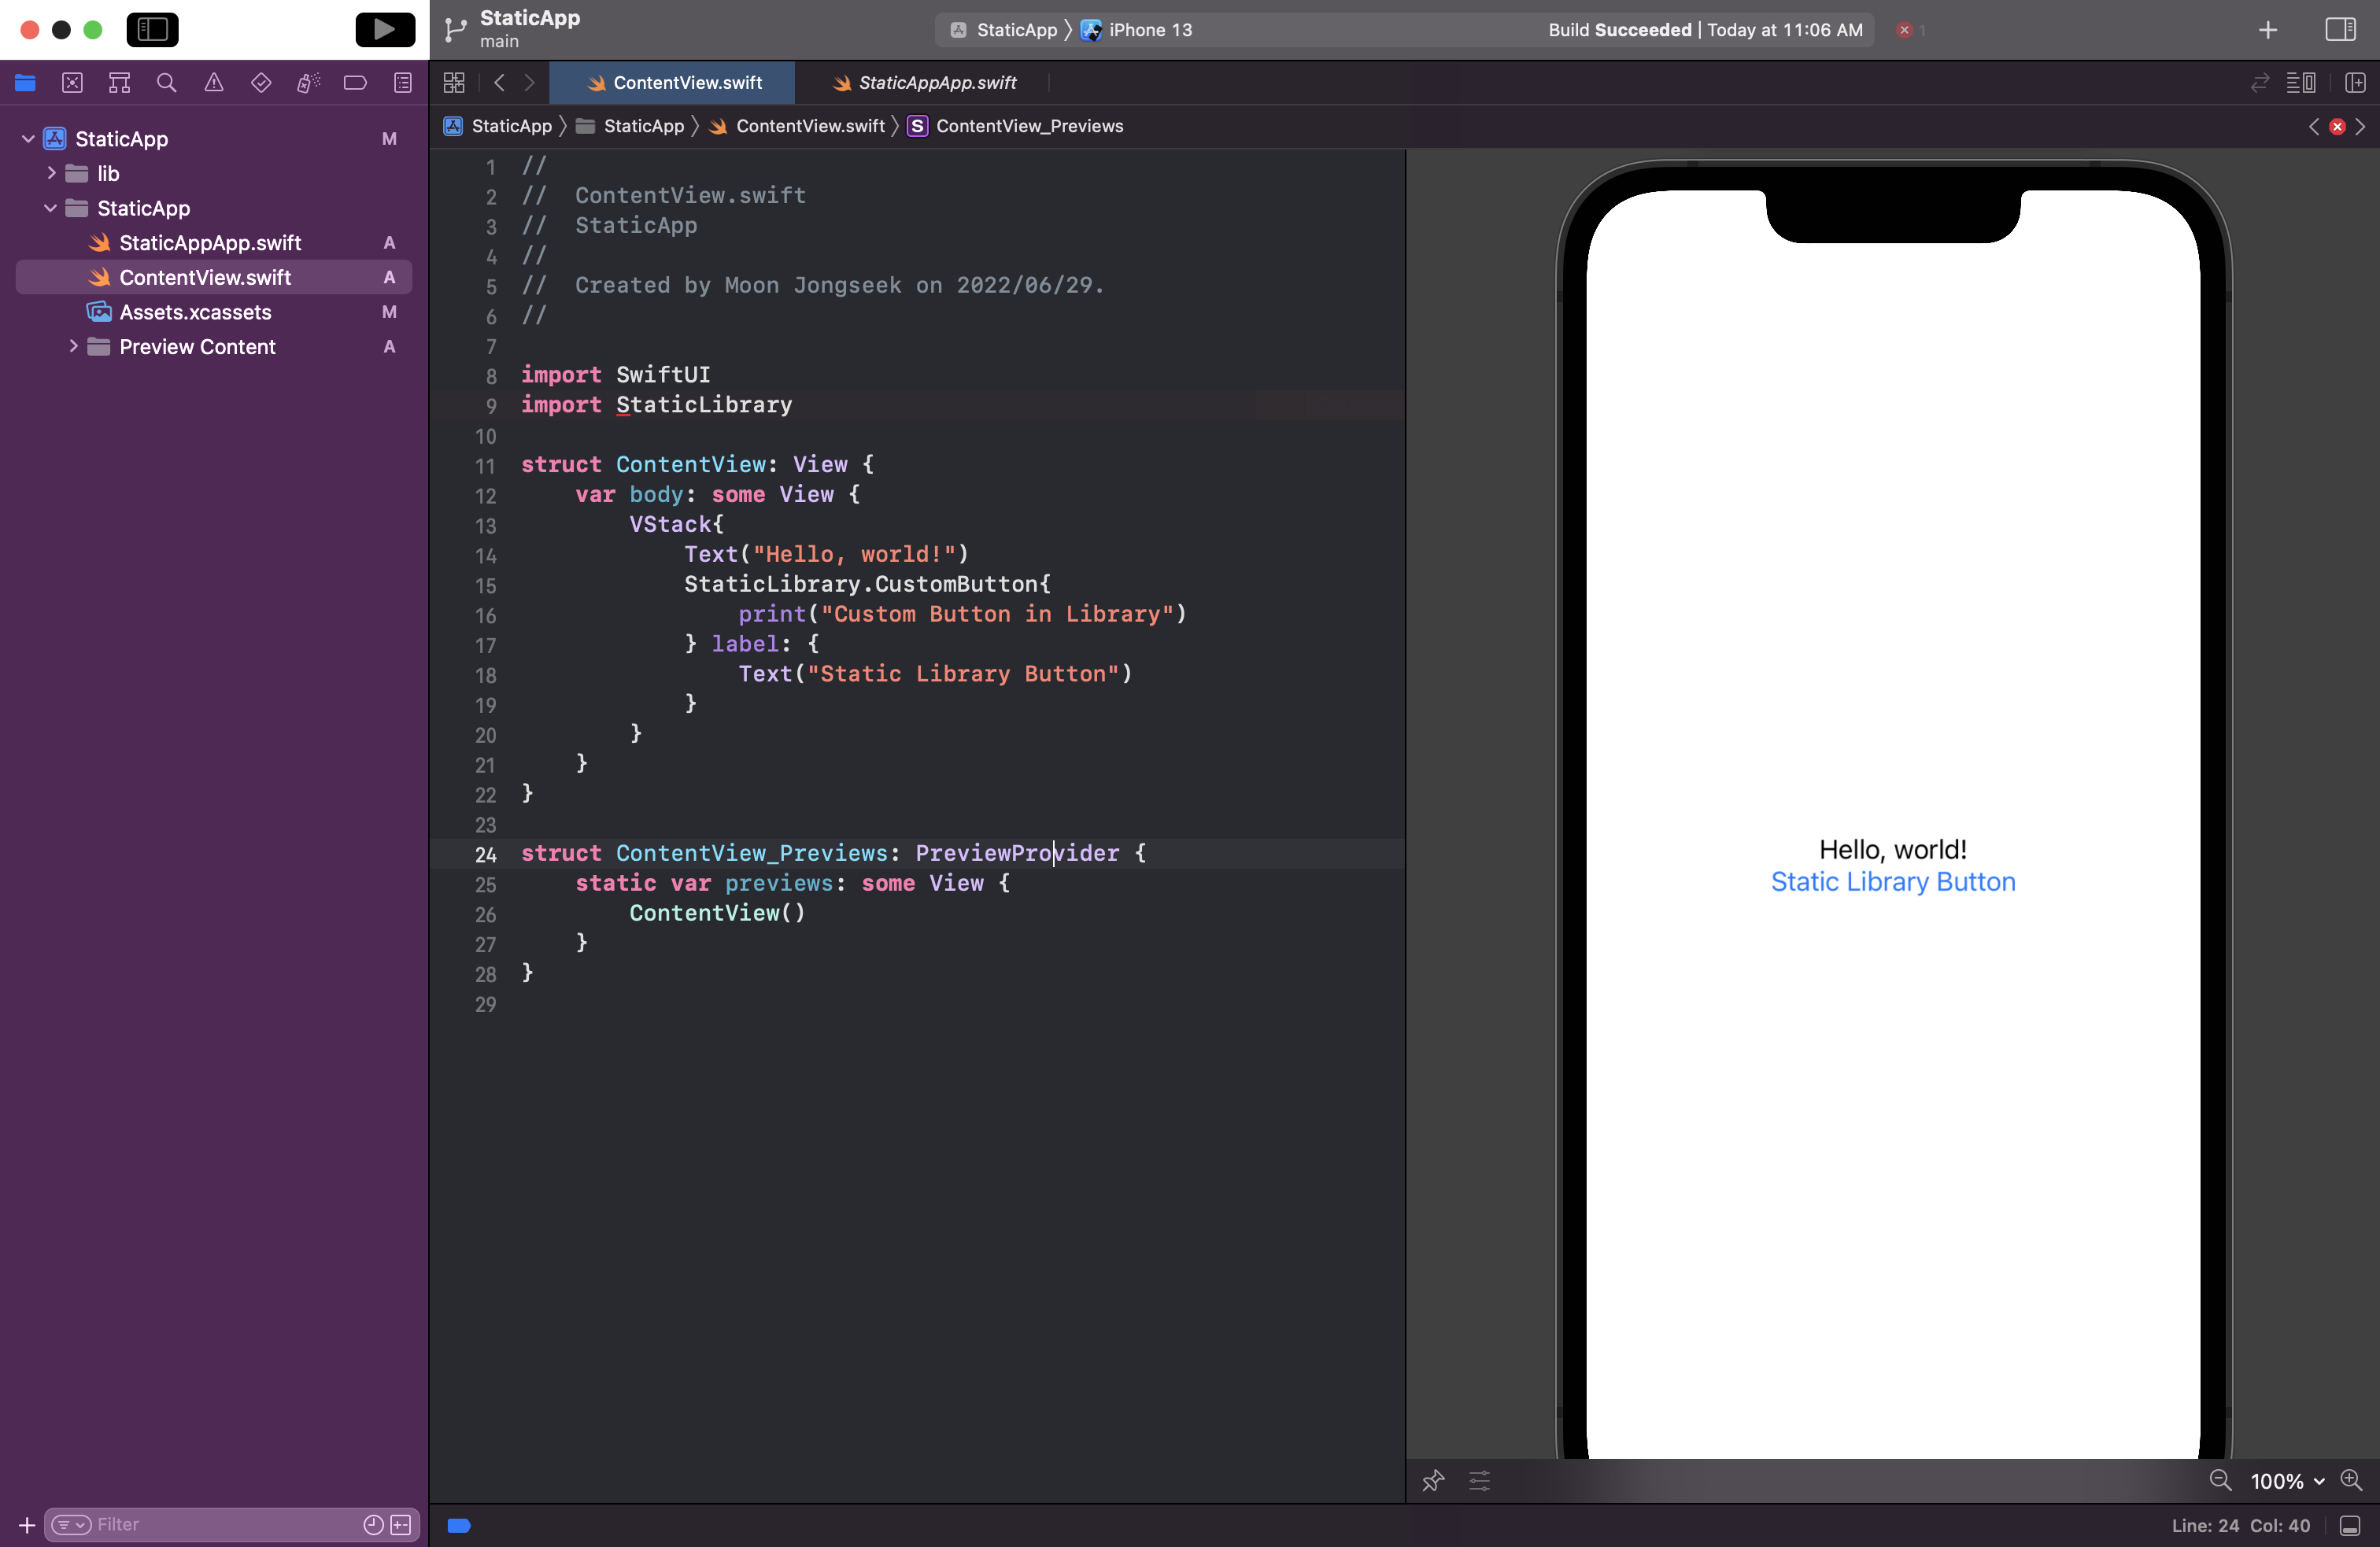 StaticApp
main
StaticApp
iPhone 13
Build Succeeded | Today at 11:06 AM
1
ContentView.swift
StaticAppApp.swift
StaticApp
StaticApp
ContentView.swift
S
ContentView_Previews
StaticApp M
lib
StaticApp
StaticAppApp.swift A
ContentView.swift A
Assets.xcassets M
Preview Content A
1 //
2 //  ContentView.swift
3 //  StaticApp
4 //
5 //  Created by Moon Jongseek on 2022/06/29.
6 //
7
8 import SwiftUI
9 import StaticLibrary
10
11 struct ContentView: View {
12     var body: some View {
13         VStack{
14             Text("Hello, world!")
15             StaticLibrary.CustomButton{
16                 print("Custom Button in Library")
17             } label: {
18                 Text("Static Library Button")
19             }
20         }
21     }
22 }
23
24 struct ContentView_Previews: PreviewProvider {
25     static var previews: some View {
26         ContentView()
27     }
28 }
29
Hello, world!
Static Library Button
100%
Filter
Line: 24  Col: 40